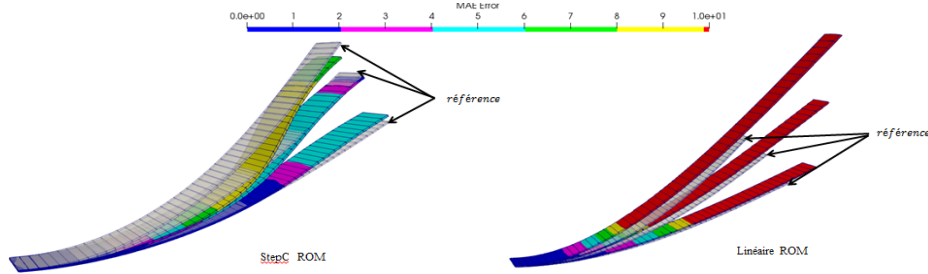 MAE Error
0.0e+00 1 2 3 4 5 6 7 8 9 1.0e+01
référence
référence
StepC ROM
Linéaire ROM